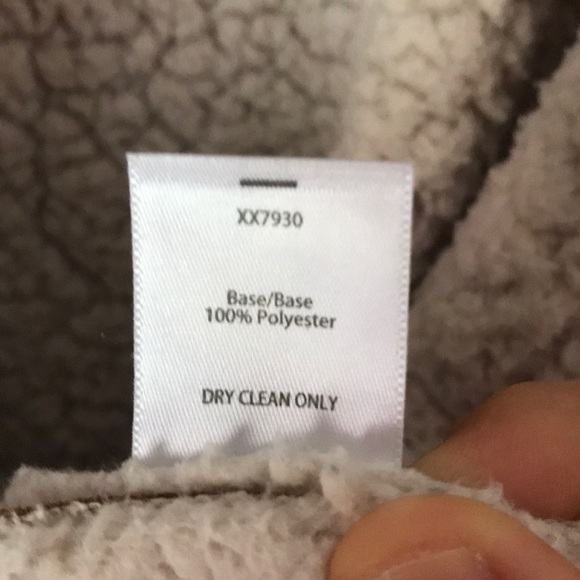 XX7930
Base/Base
100% Polyester
DRY CLEAN ONLY